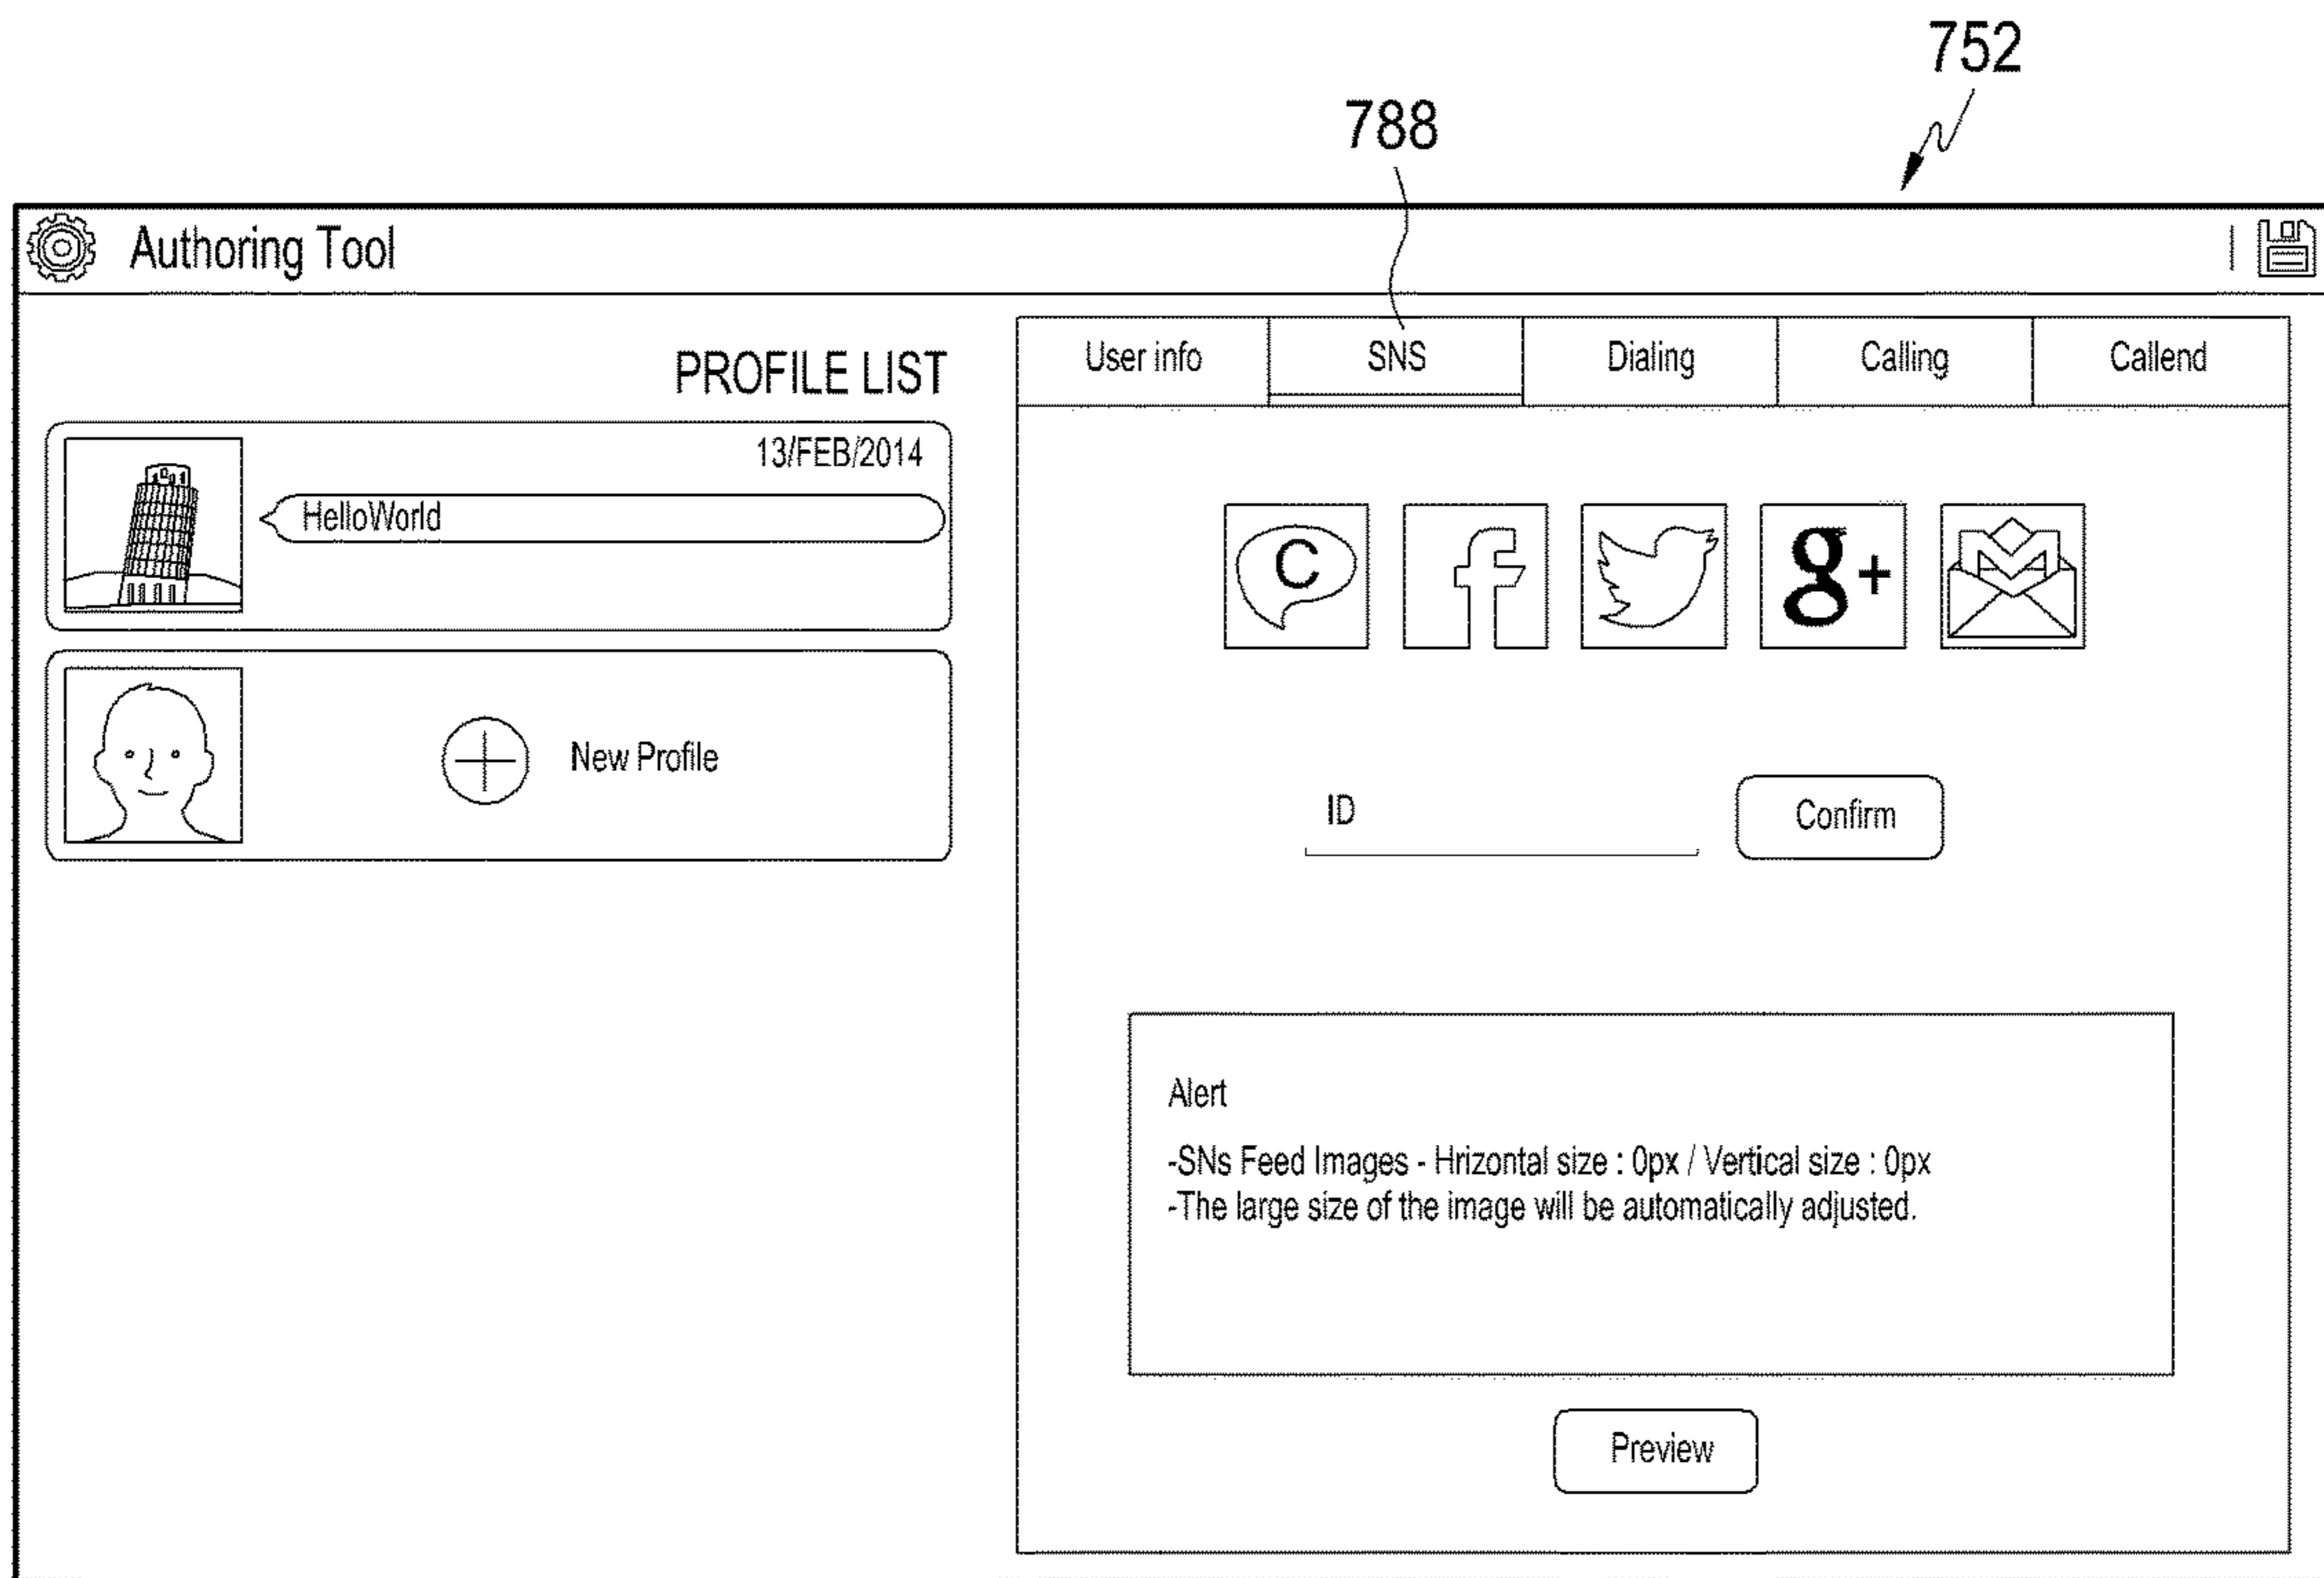 752
788
Authoring Tool
PROFILE LIST
13/FEB/2014
HelloWorld
New Profile
User info
SNS
Dialing
Calling
Callend
C
f
g+
ID
Confirm
Alert
-SNs Feed Images - Hrizontal size : 0px / Vertical size : 0px
-The large size of the image will be automatically adjusted.
Preview